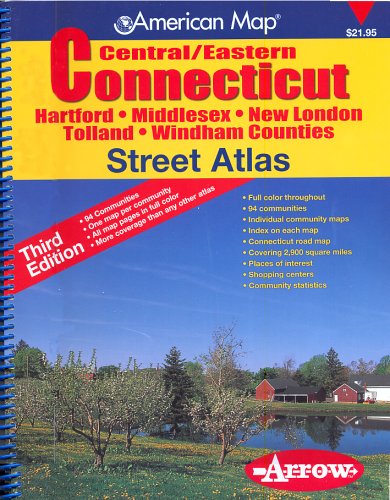 American Map®
$21.95
Central/Eastern
Connecticut
Hartford • Middlesex • New London
Tolland • Windham Counties
Street Atlas
Third
Edition
• 94 Communities
• One map per community
• All map pages in full color
• More coverage than any other atlas
• Full color throughout
• 94 communities
• Individual community maps
• Index on each map
• Connecticut road map
• Covering 2,900 square miles
• Places of interest
• Shopping centers
• Community statistics
Arrow